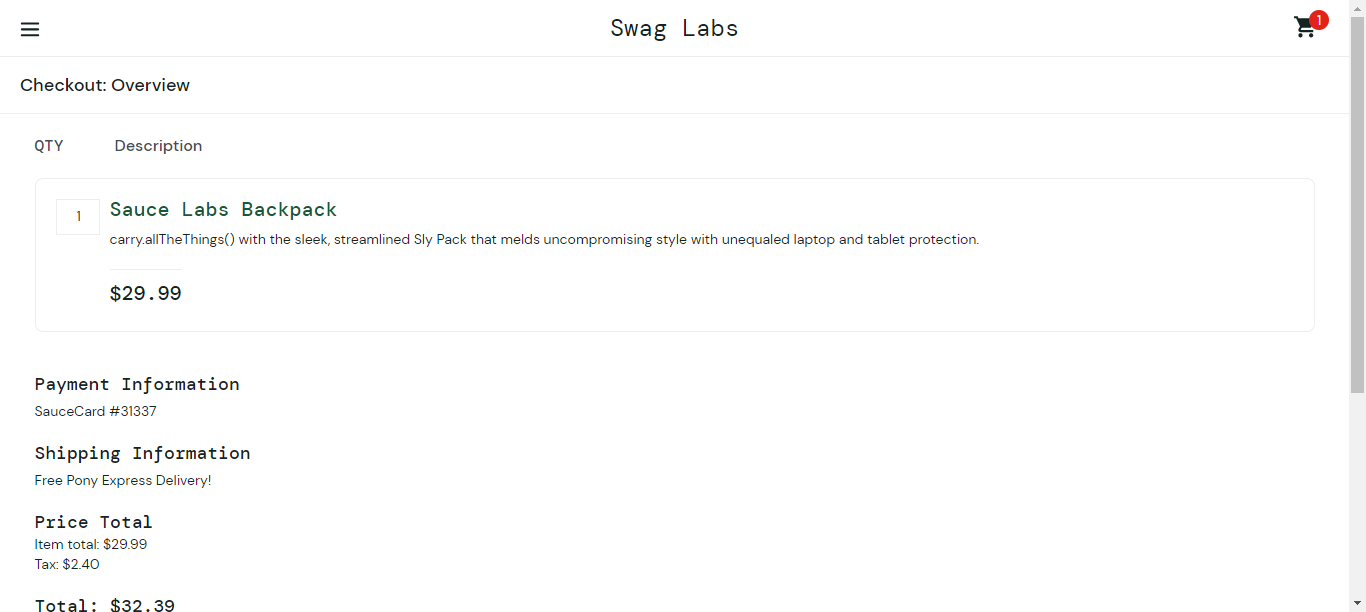 Swag Labs
1
Checkout: Overview
QTY Description
1
Sauce Labs Backpack
carry.allTheThings() with the sleek, streamlined Sly Pack that melds uncompromising style with unequaled laptop and tablet protection.
$29.99
Payment Information
SauceCard #31337
Shipping Information
Free Pony Express Delivery!
Price Total
Item total: $29.99
Tax: $2.40
Total: $32.39